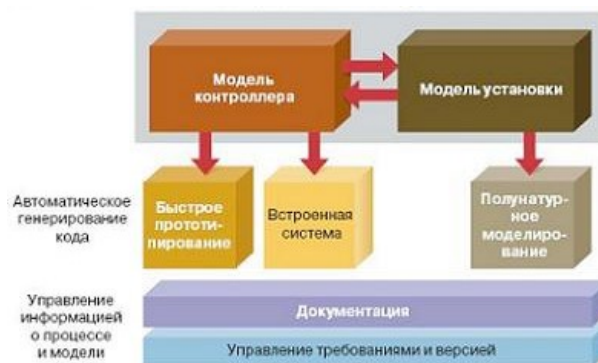 Модель
контроллера
Модель установки
Автоматическое
генерирование
кода
Быстрое
прототи-
пирование
Встроенная
система
Полунатур-
ное
моделиро-
вание
Управление
информацией
о процессе
и модели
Документация
Управление требованиями и версией